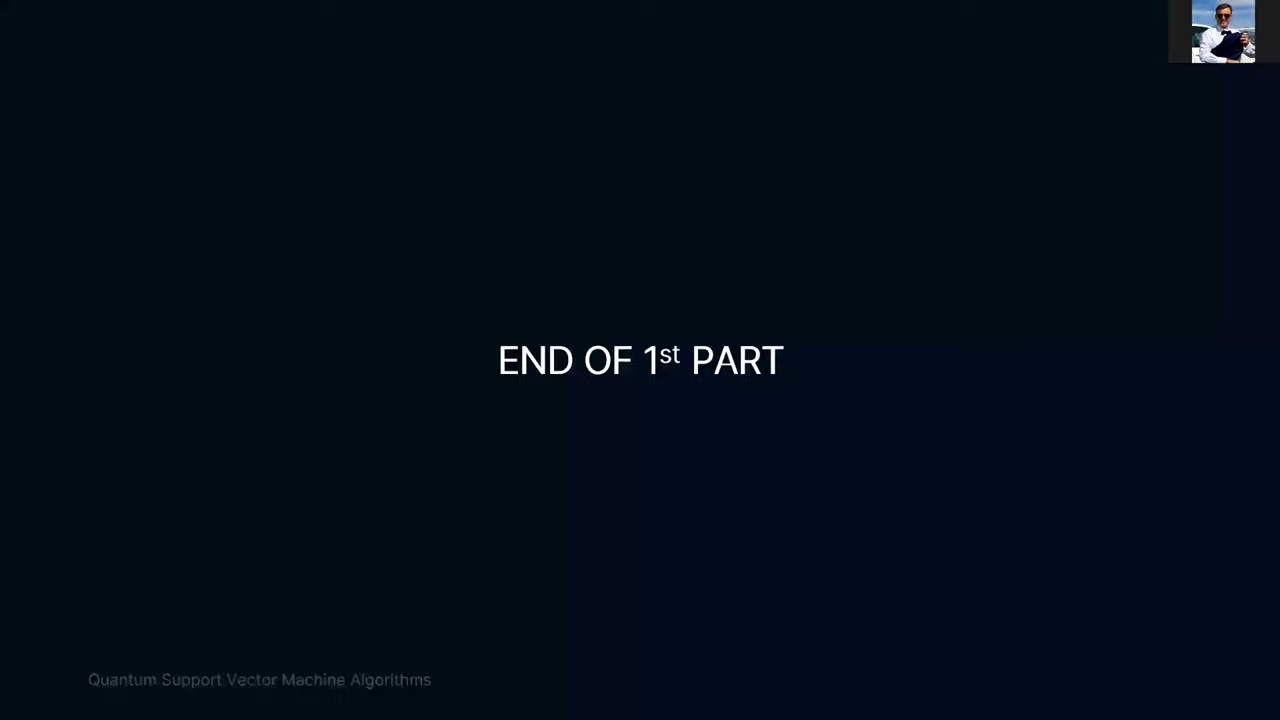 END OF 1st PART
Quantum Support Vector Machine Algorithms